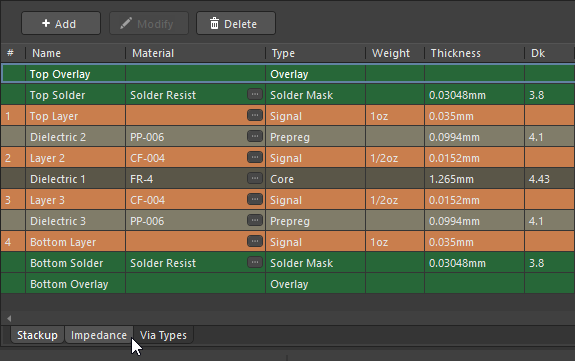 + Add Modify Delete
# Name Material Type Weight Thickness Dk
Top Overlay Overlay
Top Solder Solder Resist ... Solder Mask 0.03048mm 3.8
1 Top Layer ... Signal 1oz 0.035mm
Dielectric 2 PP-006 ... Prepreg 0.0994mm 4.1
2 Layer 2 CF-004 ... Signal 1/2oz 0.0152mm
Dielectric 1 FR-4 ... Core 1.265mm 4.43
3 Layer 3 CF-004 ... Signal 1/2oz 0.0152mm
Dielectric 3 PP-006 ... Prepreg 0.0994mm 4.1
4 Bottom Layer ... Signal 1oz 0.035mm
Bottom Solder Solder Resist ... Solder Mask 0.03048mm 3.8
Bottom Overlay Overlay
Stackup Impedance Via Types